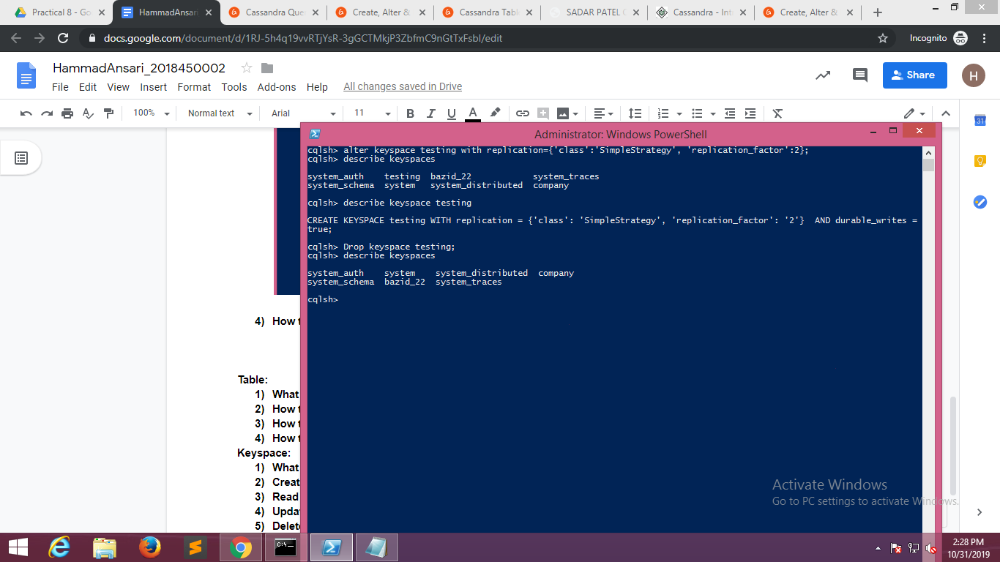 Practical 8 - Go
HammadAnsari
Cassandra Que
Create, Alter &
Cassandra Tabl
SADAR PATEL
Cassandra - Int
Create, Alter &
docs.google.com/document/d/1RJ-5h4q19vvRTjYsR-3gGCTMkjP3ZbfmC9nGtTxFsbI/edit
Incognito
HammadAnsari_2018450002
File Edit View Insert Format Tools Add-ons Help All changes saved in Drive
Share
H
100% Normal text Arial 11
31
Administrator: Windows PowerShell
cqlsh> alter keyspace testing with replication={'class':'SimpleStrategy', 'replication_factor':2};
cqlsh> describe keyspaces
system_auth testing bazid_22 system_traces
system_schema system system_distributed company
cqlsh> describe keyspace testing
CREATE KEYSPACE testing WITH replication = {'class': 'SimpleStrategy', 'replication_factor': '2'} AND durable_writes =
true;
cqlsh> Drop keyspace testing;
cqlsh> describe keyspaces
system_auth system system_distributed company
system_schema bazid_22 system_traces
cqlsh>
4) How t
Table:
1) What
2) How t
3) How t
4) How t
Keyspace:
1) What
2) Creat
3) Read
4) Updat
5) Delete
Activate Windows
Go to PC settings to activate Windows.
2:28 PM
10/31/2019